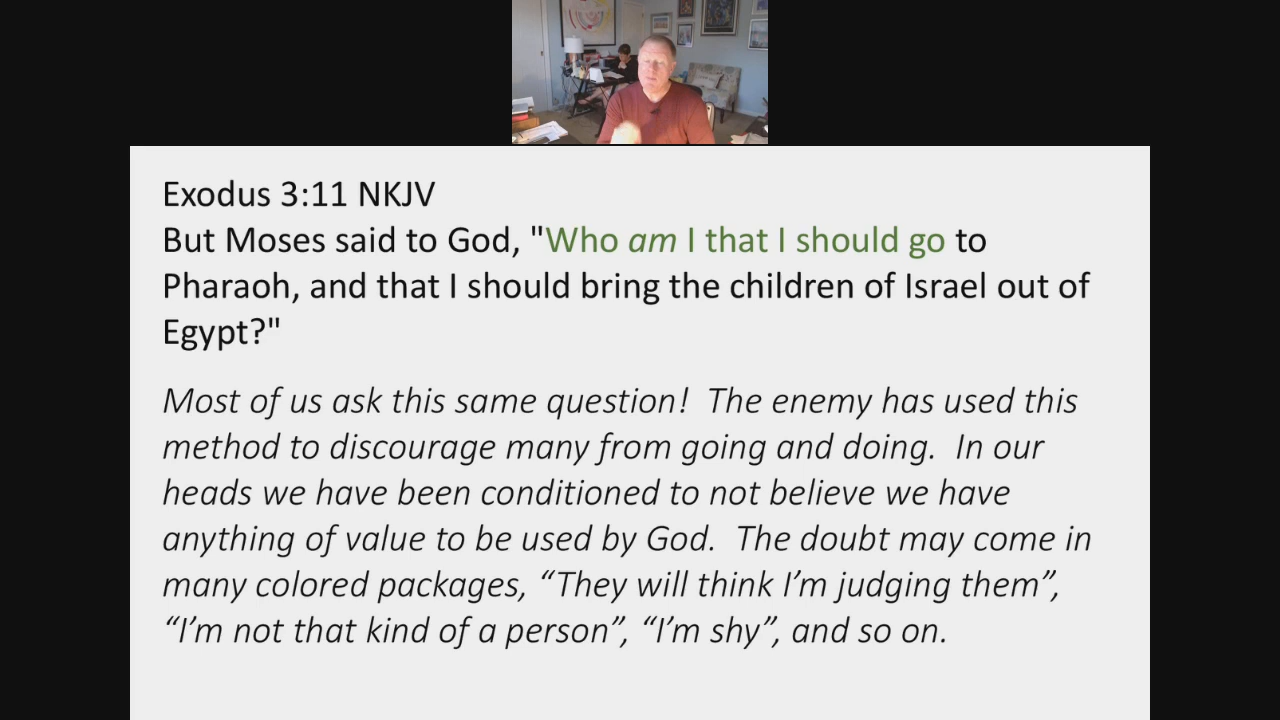 Exodus 3:11 NKJV
But Moses said to God, "Who am I that I should go to
Pharaoh, and that I should bring the children of Israel out of
Egypt?"
Most of us ask this same question!  The enemy has used this
method to discourage many from going and doing.  In our
heads we have been conditioned to not believe we have
anything of value to be used by God.  The doubt may come in
many colored packages, “They will think I’m judging them”,
“I’m not that kind of a person”, “I’m shy”, and so on.